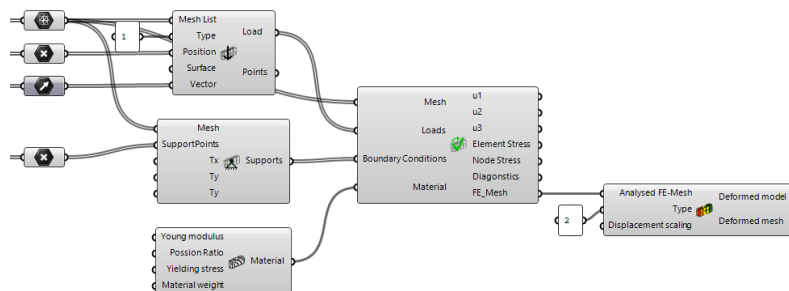 Mesh List
1
Type
Load
Position
Surface
Points
Vector
Mesh
SupportPoints
Tx
Supports
Ty
Ty
Young modulus
Possion Ratio
Material
Yielding stress
Material weight
Mesh
u1
u2
Loads
u3
Element Stress
Boundary Conditions
Node Stress
Diagonstics
Material
FE_Mesh
2
Analysed FE-Mesh
Deformed model
Type
Displacement scaling
Deformed mesh